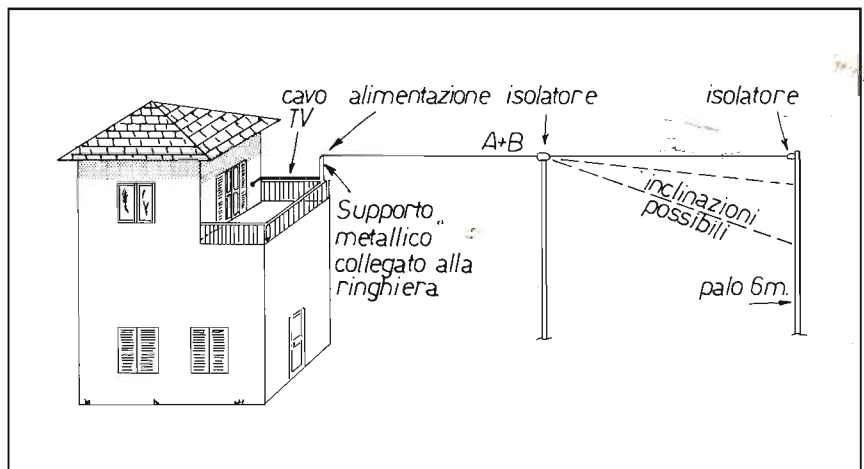 cavo
TV
alimentazione
isolatore
isolatore
A+B
inclinazioni
possibili
Supporto
metallico
collegato alla
ringhiera
palo 6m.